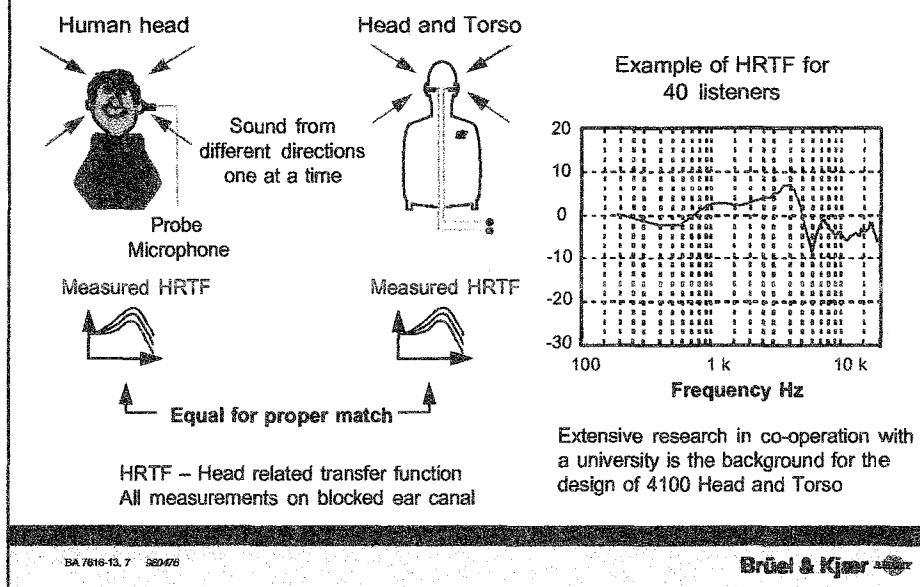 Human head
Head and Torso
Sound from
different directions
one at a time
Probe
Microphone
Measured HRTF
Measured HRTF
Equal for proper match
HRTF – Head related transfer function
All measurements on blocked ear canal
Example of HRTF for
40 listeners
20
10
0
-10
-20
-30
100
1 k
10 k
Frequency Hz
Extensive research in co-operation with
a university is the background for the
design of 4100 Head and Torso
BA 7616-13, 7
Brüel & Kjær